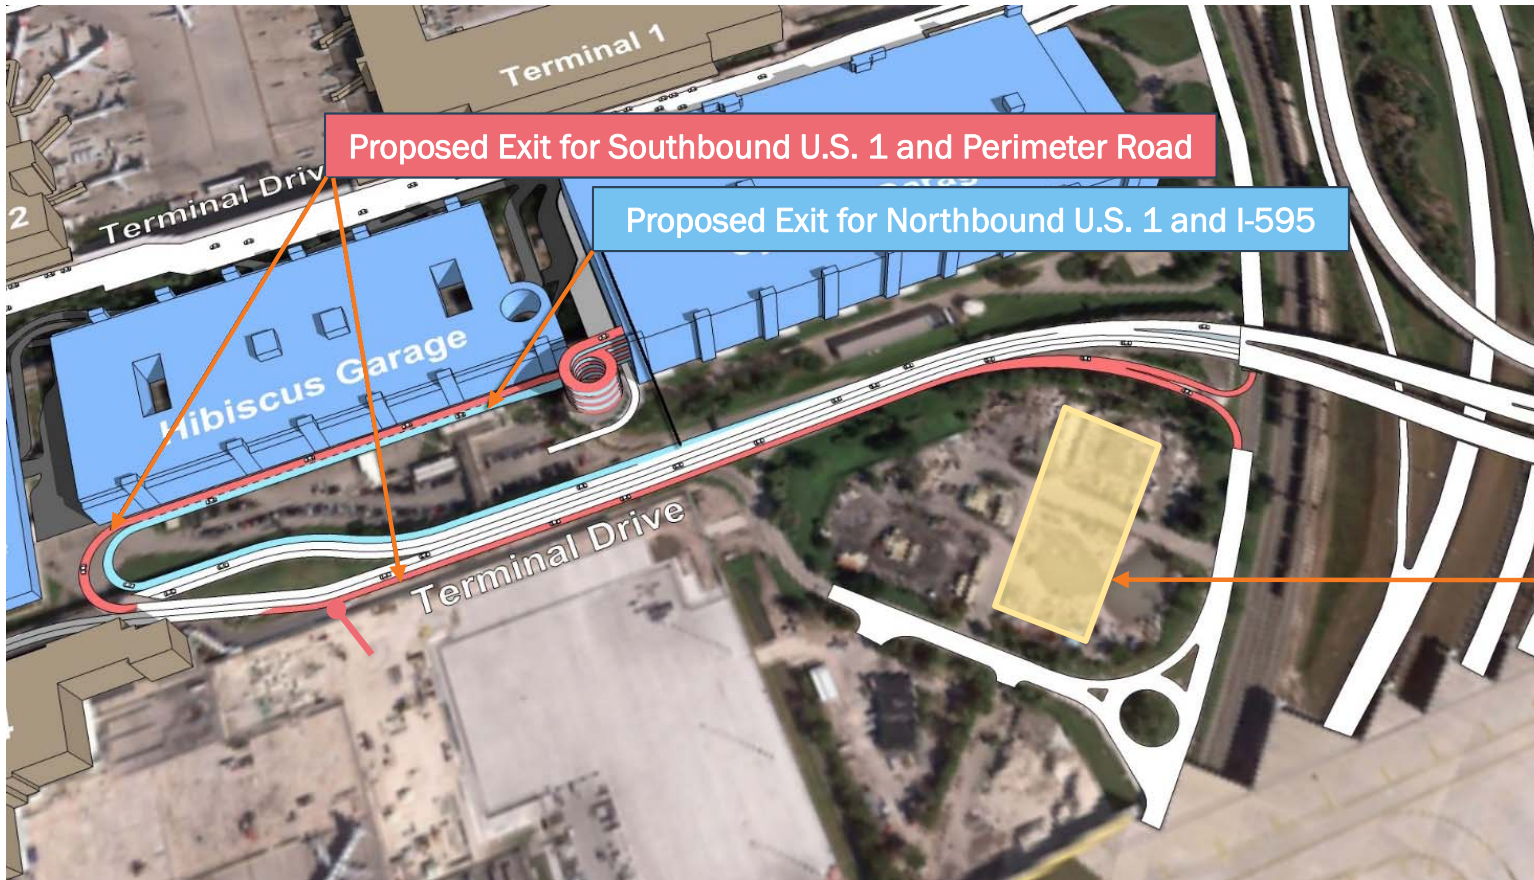 Terminal 1
Proposed Exit for Southbound U.S. 1 and Perimeter Road
Terminal Driv
2
Garag
Proposed Exit for Northbound U.S. 1 and I-595
Hibiscus Garage
Terminal Drive